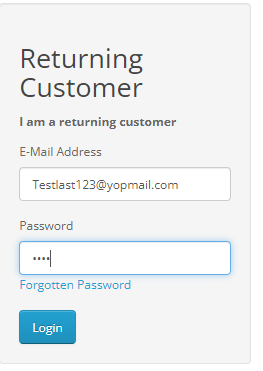 Returning
Customer
I am a returning customer
E-Mail Address
Testlast123@yopmail.com
Password
••••
Forgotten Password
Login